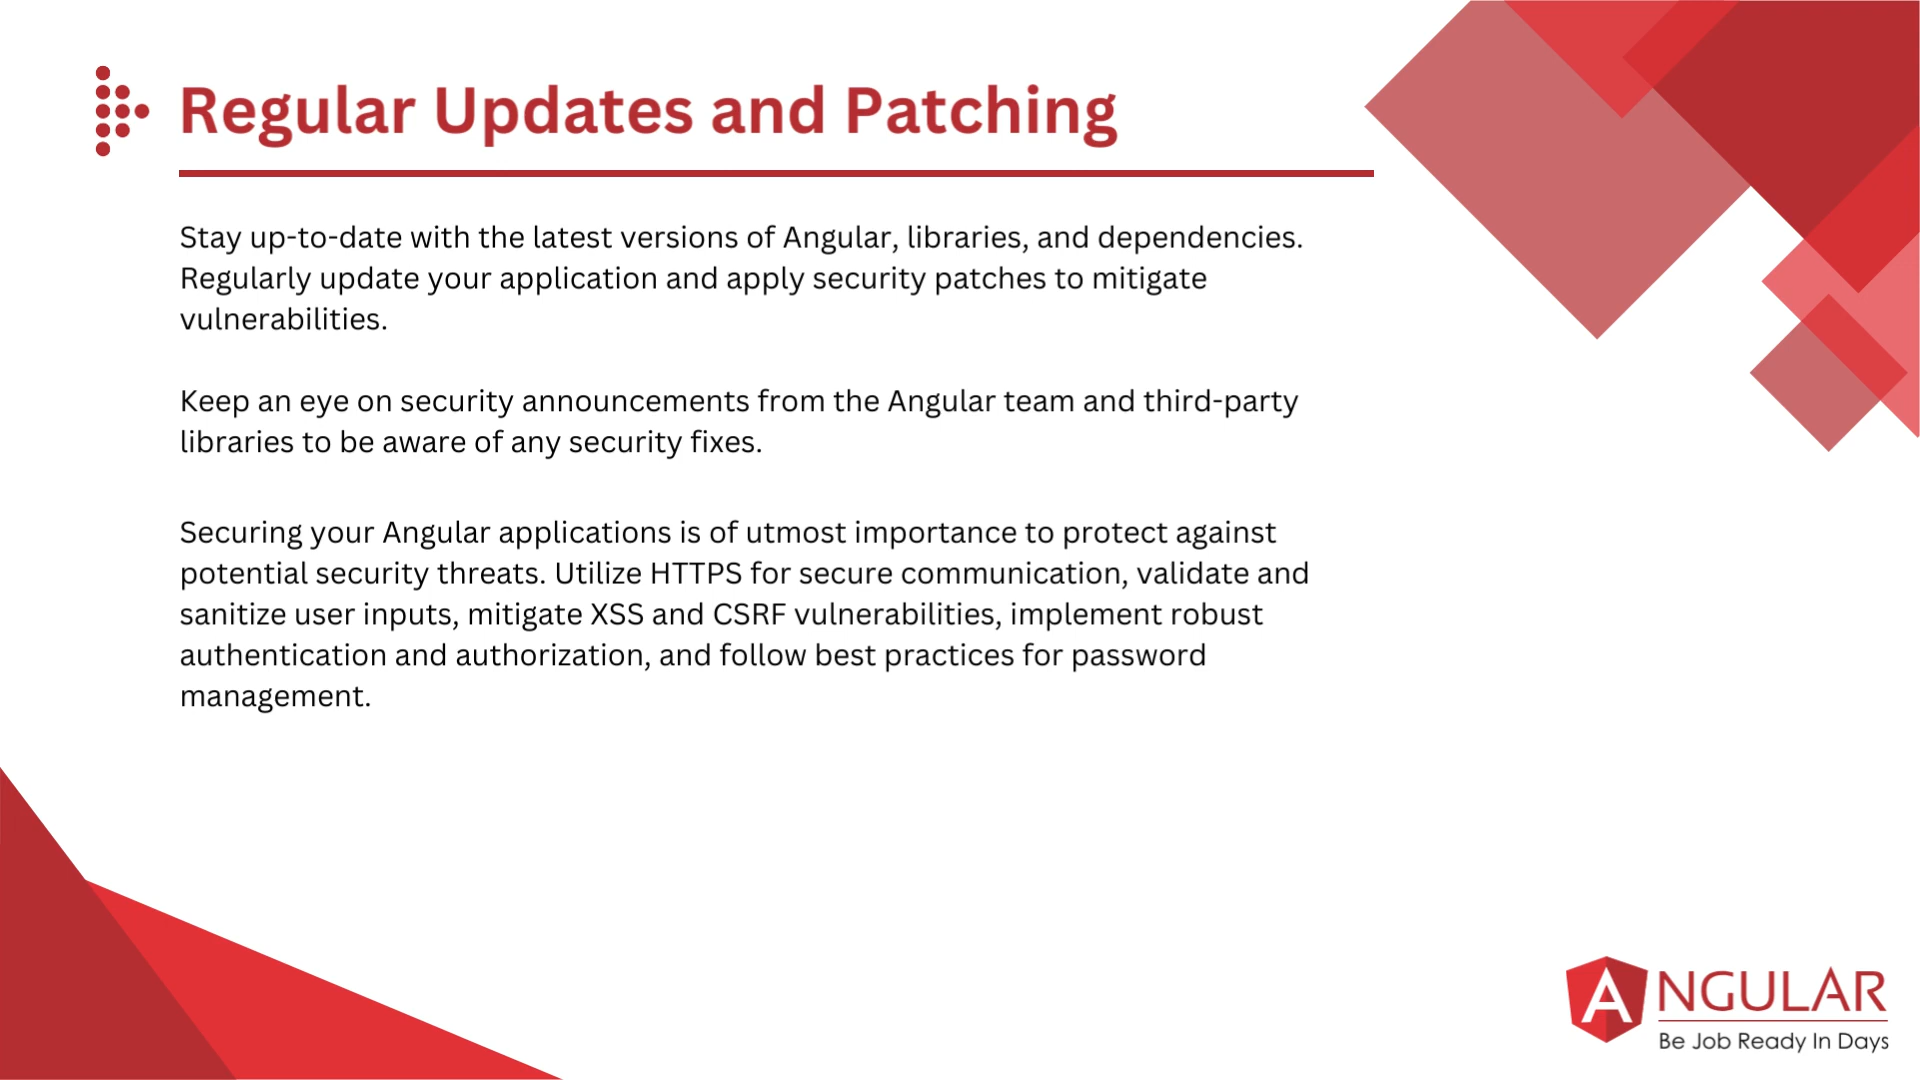 Regular Updates and Patching
Stay up-to-date with the latest versions of Angular, libraries, and dependencies.
Regularly update your application and apply security patches to mitigate
vulnerabilities.
Keep an eye on security announcements from the Angular team and third-party
libraries to be aware of any security fixes.
Securing your Angular applications is of utmost importance to protect against
potential security threats. Utilize HTTPS for secure communication, validate and
sanitize user inputs, mitigate XSS and CSRF vulnerabilities, implement robust
authentication and authorization, and follow best practices for password
management.
ANGULAR
Be Job Ready In Days